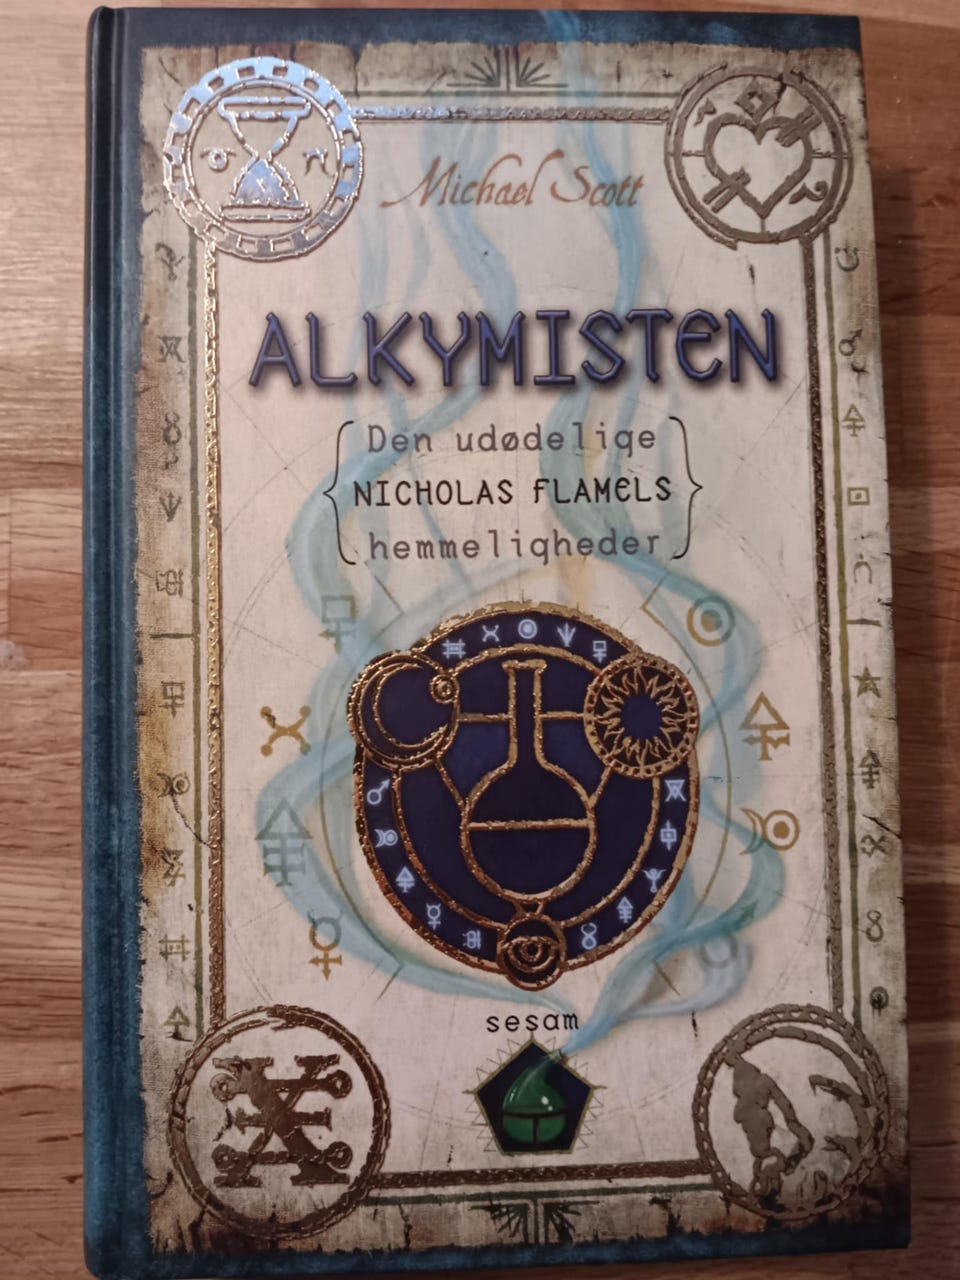 Michael Scott
ALKYMISTEN
Den udødelige
NICHOLAS FLAMELS
hemmeligheder
sesam